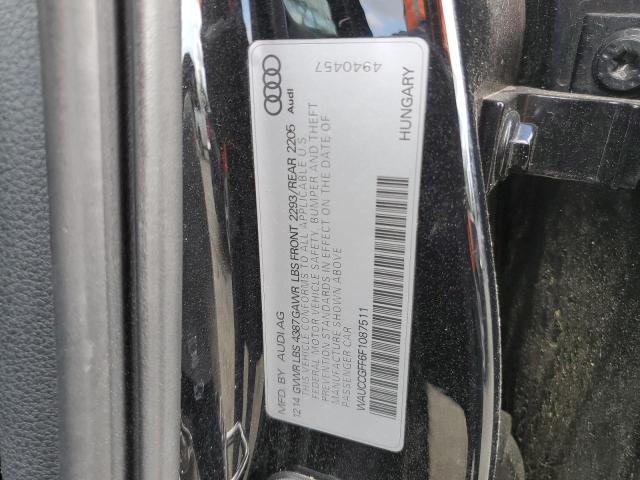 MFD. BY AUDI AG
12.14 GVWR LBS 4387 GAWR LBS FRONT 2293/REAR 2205
THIS VEHICLE CONFORMS TO ALL APPLICABLE U.S.
FEDERAL MOTOR VEHICLE SAFETY, BUMPER AND THEFT
PREVENTION STANDARDS IN EFFECT ON THE DATE OF
MANUFACTURE SHOWN ABOVE
PASSENGER CAR
WAUCCGFF6F1087511
HUNGARY
Audi
4940457